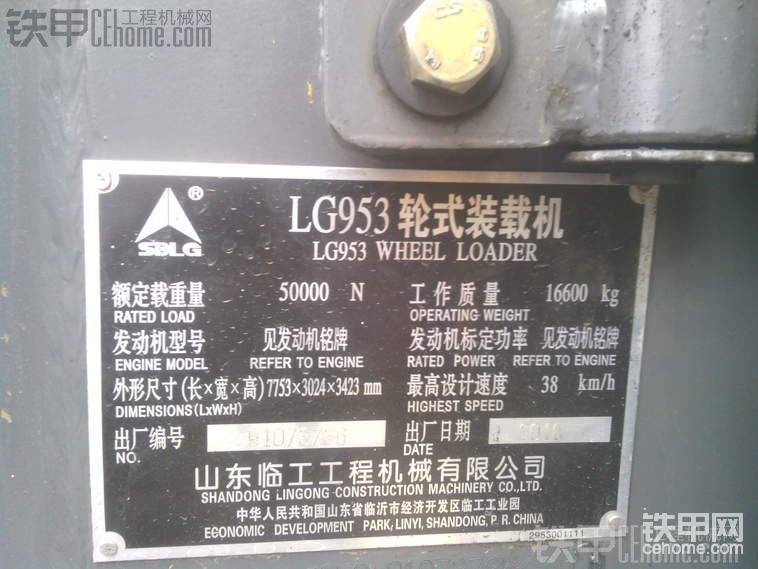 铁甲工程机械网
CEhome.com
SDLG ®
LG953 轮式装载机
LG953 WHEEL LOADER
额定载重量 50000 N 工作质量 16600 kg
RATED LOAD OPERATING WEIGHT
发动机型号 见发动机铭牌 发动机标定功率 见发动机铭牌
ENGINE MODEL REFER TO ENGINE RATED POWER REFER TO ENGINE
外形尺寸(长×宽×高) 7753×3024×3423 mm 最高设计速度 38 km/h
DIMENSIONS(LxWxH) HIGHEST SPEED
出厂编号 出厂日期
NO. DATE
山东临工工程机械有限公司
SHANDONG LINGONG CONSTRUCTION MACHINERY CO.,LTD.
中华人民共和国山东省临沂市经济开发区临工工业园
ECONOMIC DEVELOPMENT PARK, LINYI, SHANDONG, P. R. CHINA
2953001111
铁甲网
cehome.com